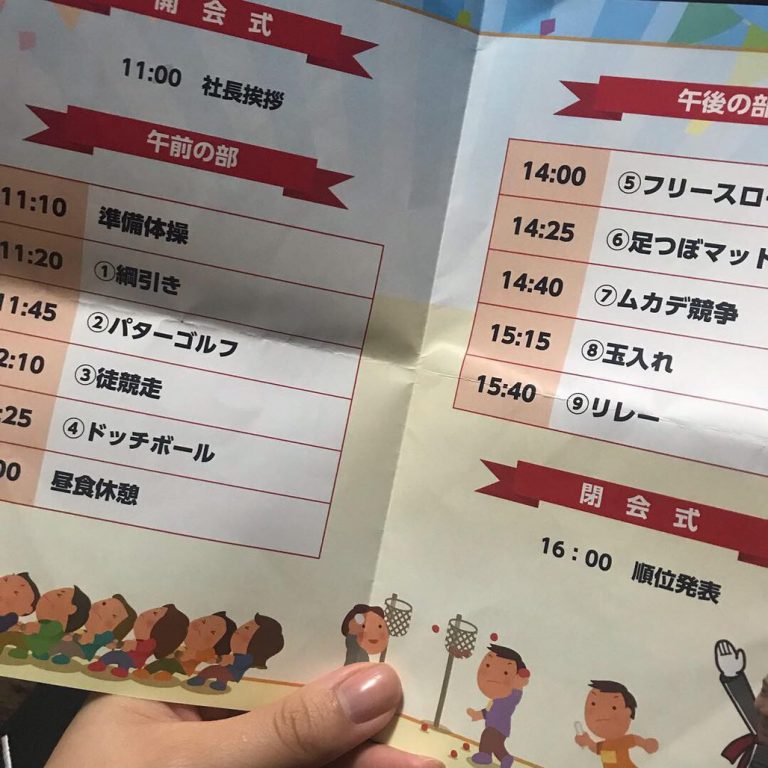 開会式
11:00 社長挨拶
午前の部
11:10 準備体操
11:20 ①綱引き
11:45 ②パターゴルフ
2:10 ③徒競走
:25 ④ドッチボール
00 昼食休憩
午後の部
14:00 ⑤フリースロ
14:25 ⑥足つぼマット
14:40 ⑦ムカデ競争
15:15 ⑧玉入れ
15:40 ⑨リレー
閉会式
16:00 順位発表